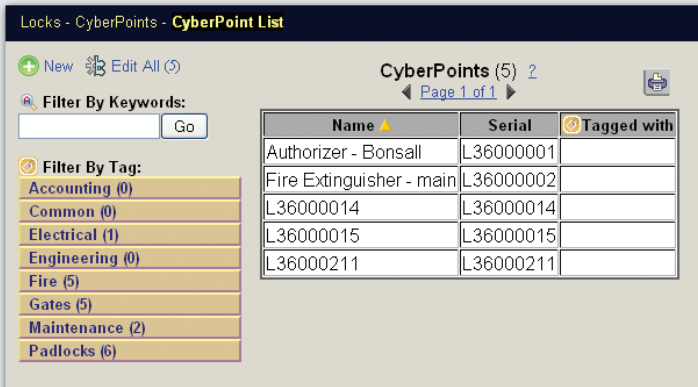 Locks - CyberPoints - CyberPoint List
New Edit All (5)
Filter By Keywords:
Go
Filter By Tag:
Accounting (0)
Common (0)
Electrical (1)
Engineering (0)
Fire (5)
Gates (5)
Maintenance (2)
Padlocks (6)
CyberPoints (5) ?
Page 1 of 1
Name Serial Tagged with
Authorizer - Bonsall L36000001
Fire Extinguisher - main L36000002
L36000014 L36000014
L36000015 L36000015
L36000211 L36000211